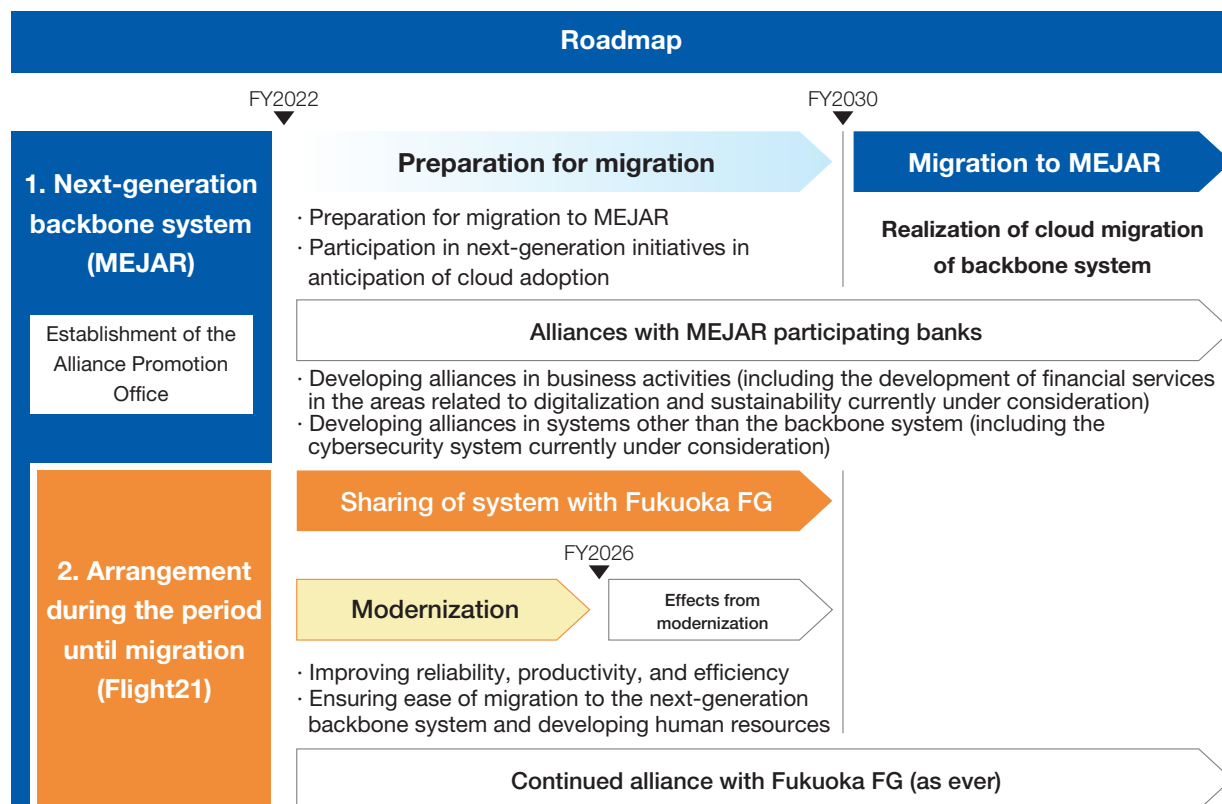 Roadmap
FY2022
FY2030
1. Next-generation
backbone system
(MEJAR)
Establishment of the
Alliance Promotion
Office
Preparation for migration
Migration to MEJAR
· Preparation for migration to MEJAR
· Participation in next-generation initiatives in
anticipation of cloud adoption
Realization of cloud migration
of backbone system
Alliances with MEJAR participating banks
· Developing alliances in business activities (including the development of financial services
in the areas related to digitalization and sustainability currently under consideration)
· Developing alliances in systems other than the backbone system (including the
cybersecurity system currently under consideration)
2. Arrangement
during the period
until migration
(Flight21)
Sharing of system with Fukuoka FG
FY2026
Modernization
Effects from
modernization
· Improving reliability, productivity, and efficiency
· Ensuring ease of migration to the next-generation
backbone system and developing human resources
Continued alliance with Fukuoka FG (as ever)